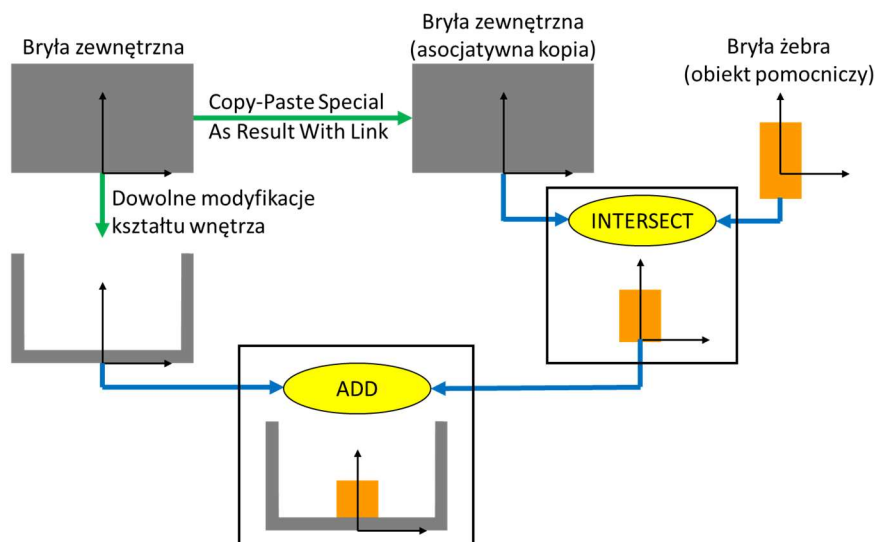 Bryła zewnętrzna
Bryła zewnętrzna
(asocjatywna kopia)
Bryła żebra
(obiekt pomocniczy)
Copy-Paste Special
As Result With Link
Dowolne modyfikacje
kształtu wnętrza
INTERSECT
ADD